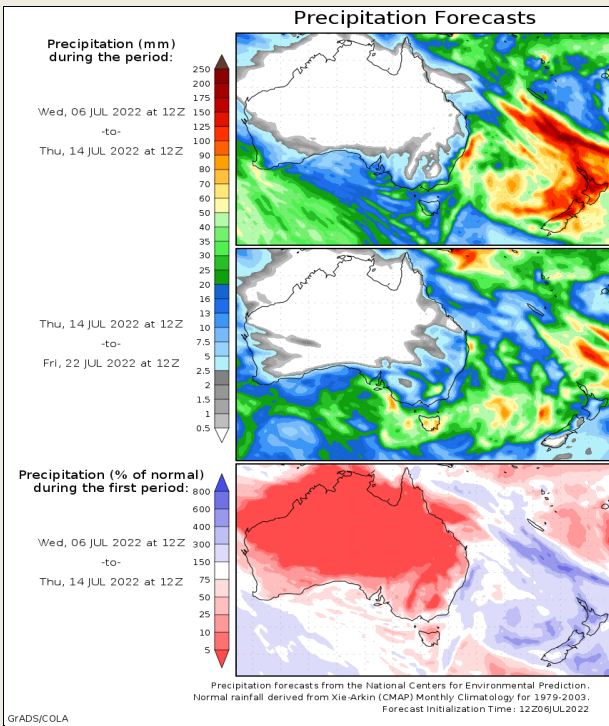 Precipitation Forecasts
Precipitation (mm)
during the period:
Wed, 06 JUL 2022 at 12Z
-to-
Thu, 14 JUL 2022 at 12Z
250
200
175
150
125
100
90
80
70
60
50
40
35
30
25
20
16
13
10
7.5
5
2.5
2
1.5
1
0.5
Thu, 14 JUL 2022 at 12Z
-to-
Fri, 22 JUL 2022 at 12Z
Precipitation (% of normal)
during the first period:
Wed, 06 JUL 2022 at 12Z
-to-
Thu, 14 JUL 2022 at 12Z
800
600
400
300
150
75
50
25
10
5
Precipitation forecasts from the National Centers for Environmental Prediction.
Normal rainfall derived from Xie-Arkin (CMAP) Monthly Climatology for 1979-2003.
Forecast Initialization Time: 12Z06JUL2022
GrADS/COLA